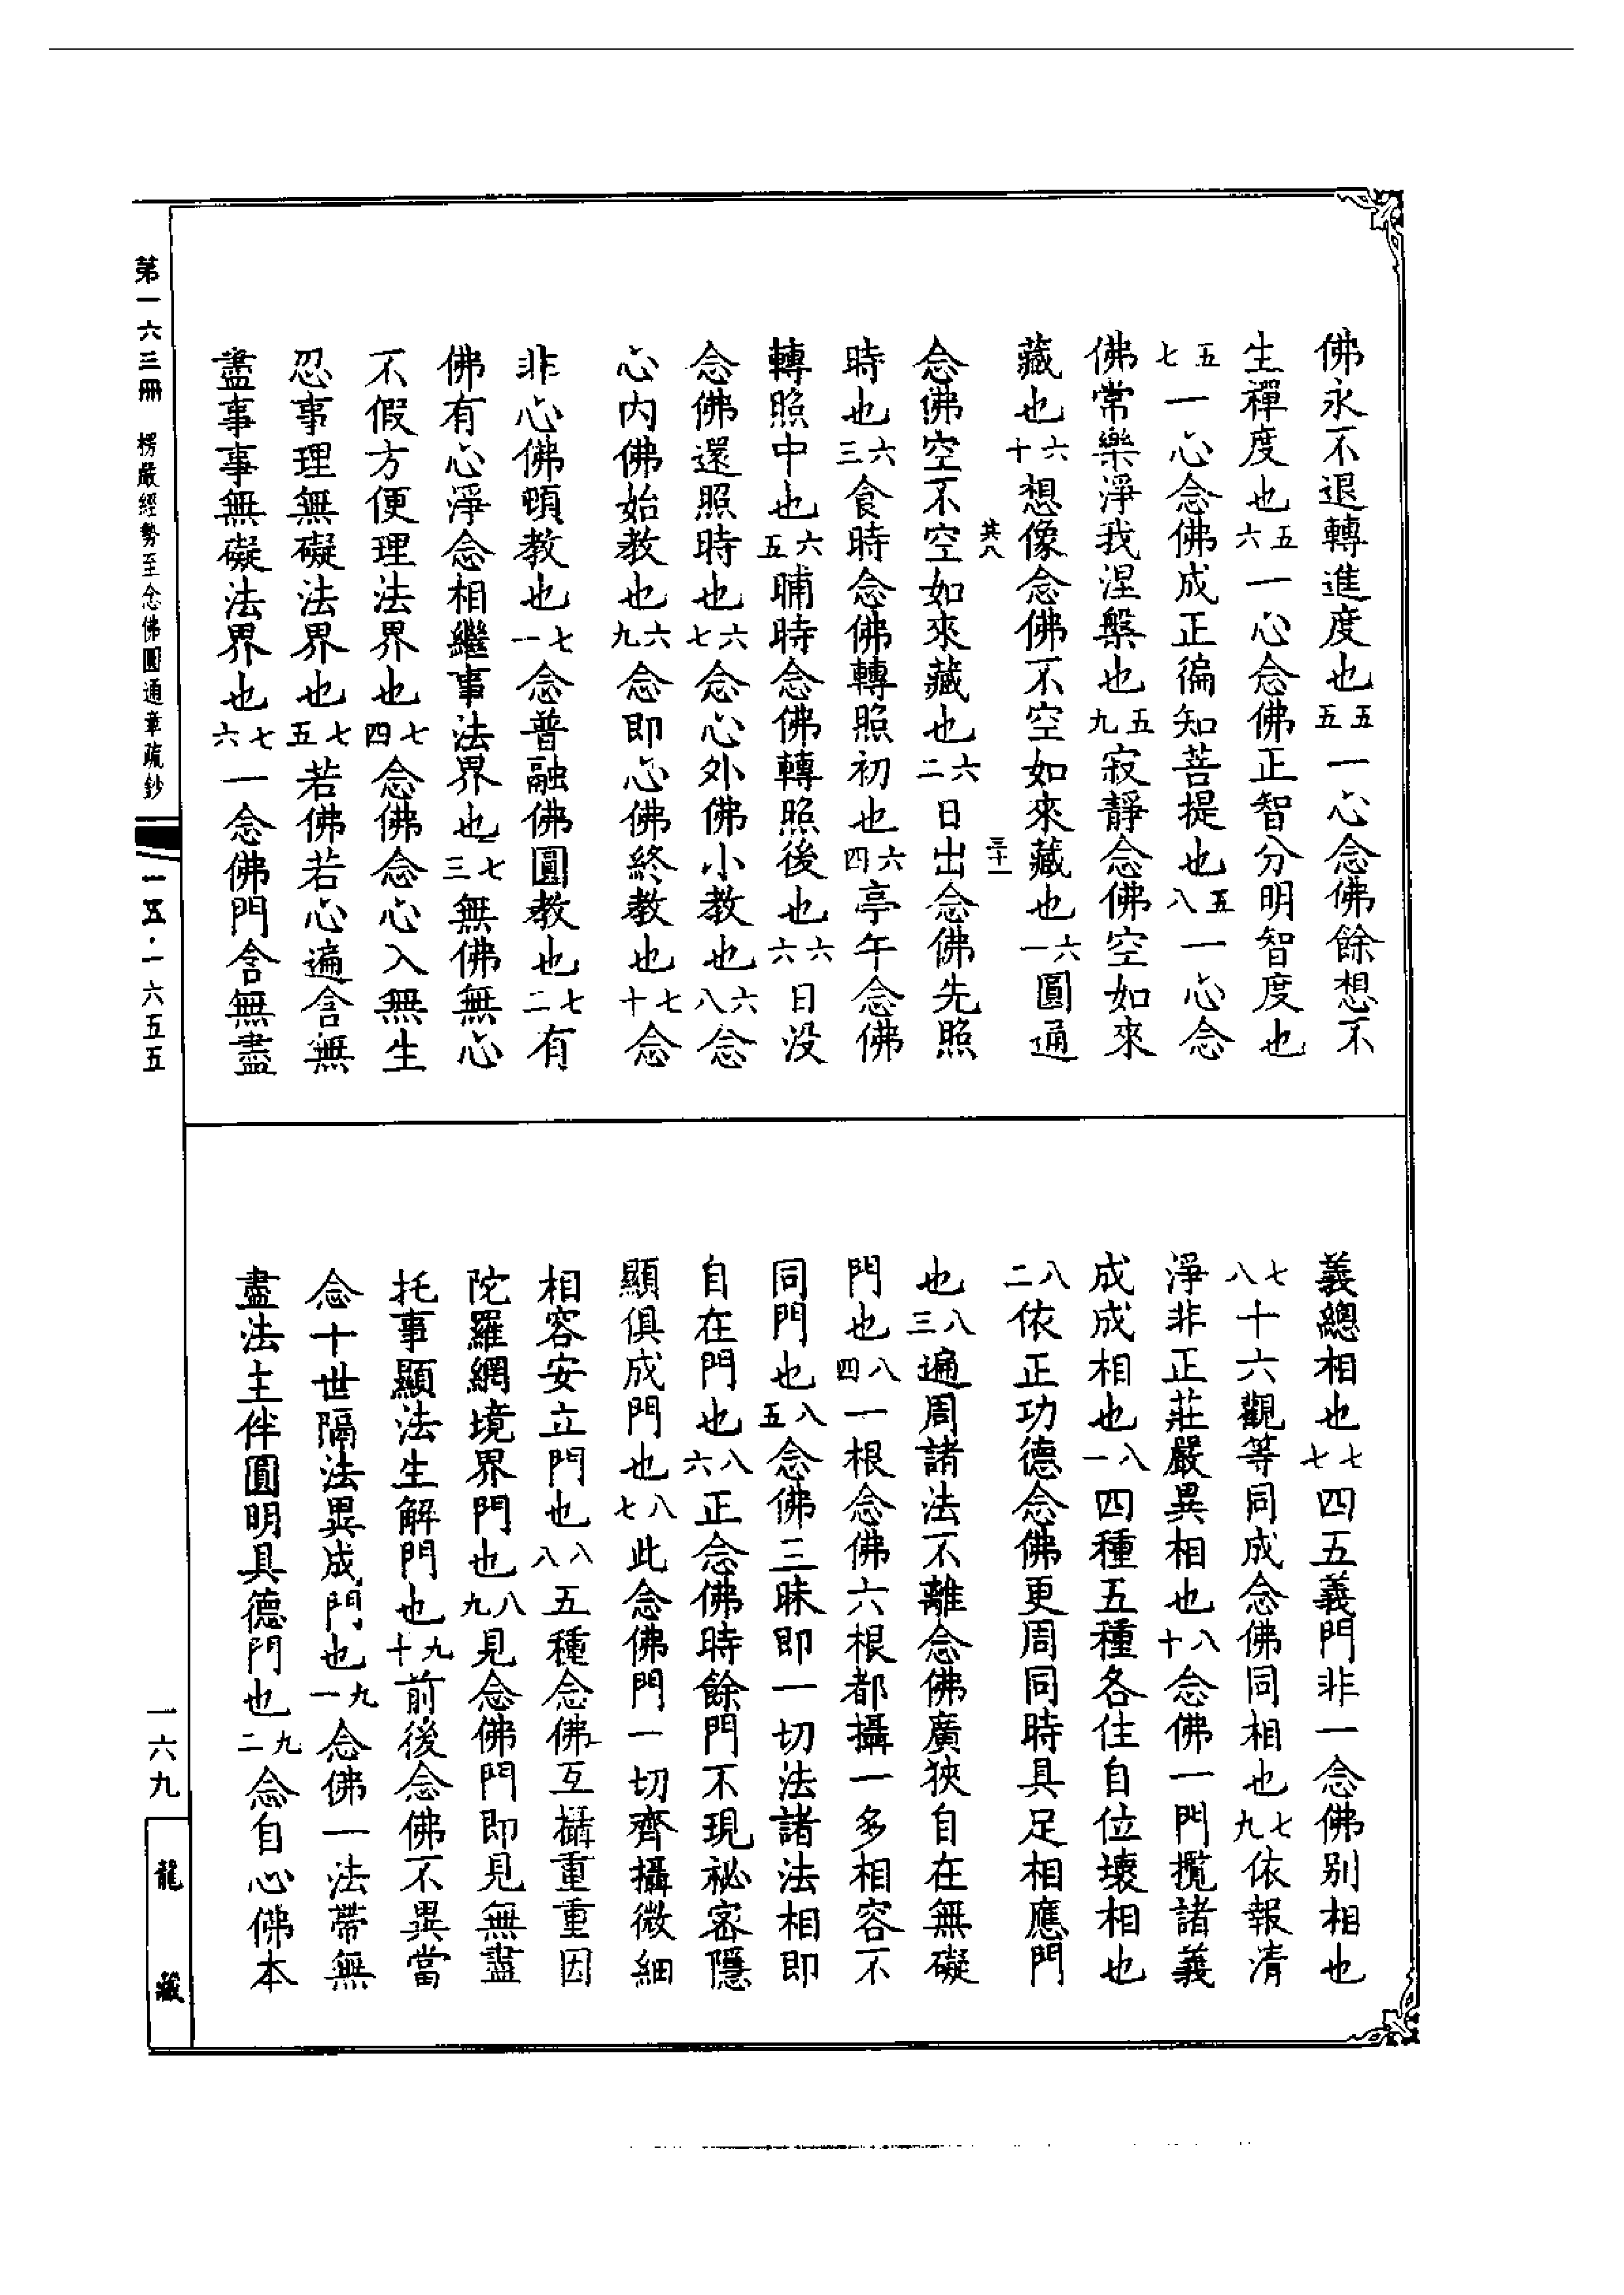 佛永不退轉進度也五五一心念佛餘想不
生禪度也五六一心念佛正智分明智度也
五七一心念佛成正徧知菩提也五八一心念
佛常樂淨我涅槃也五九寂靜念佛空如來
藏也六十想像念佛不空如來藏也六一圓通
其八 三十一
念佛空不空如來藏也六二日出念佛先照
時也六三食時念佛轉照初也六四亭午念佛
轉照中也六五晡時念佛轉照後也六六日没
念佛還照時也六七念心外佛小教也六八念
心内佛始教也六九念即心佛終教也七十念
非心佛頓教也七一念普融佛圓教也七二有
佛有心淨念相繼事法界也七三無佛無心
不假方便理法界也七四念佛念心入無生
忍事理無礙法界也七五若佛若心遍含無
盡事事無礙法界也七六一念佛門含無盡
義總相也七七四五義門非一念佛别相也
七八十六觀等同成念佛同相也七九依報清
淨非正莊嚴異相也八十念佛一門攬諸義
成成相也八一四種五種各住自位壞相也
八二依正功德念佛更周同時具足相應門
也八三遍周諸法不離念佛廣狹自在無礙
門也八四一根念佛六根都攝一多相容不
同門也八五念佛三昧即一切法諸法相即
自在門也八六正念佛時餘門不現祕密隱
顯俱成門也八七此念佛門一切齊攝微細
相容安立門也八八五種念佛互攝重重因
陀羅網境界門也八九見念佛門即見無盡
托事顯法生解門也九十前後念佛不異當
念十世隔法異成門也九一念佛一法帶無
盡法主伴圓明具德門也九二念自心佛本
第一六三冊 楞嚴經勢至念佛圓通章疏鈔 一五·一六五五
一六九
龍藏